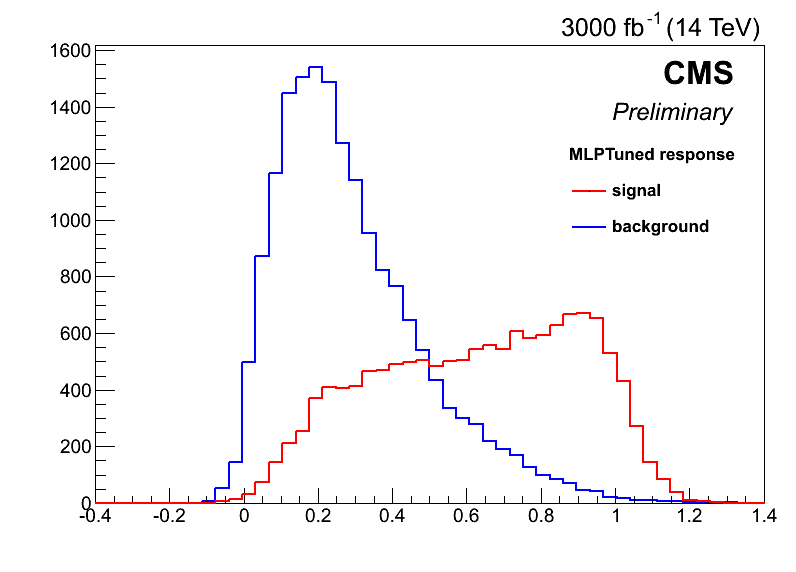 3000 fb-1 (14 TeV)
CMS
Preliminary
MLPTuned response
signal
background
1600
1400
1200
1000
800
600
400
200
0
-0.4 -0.2 0 0.2 0.4 0.6 0.8 1 1.2 1.4